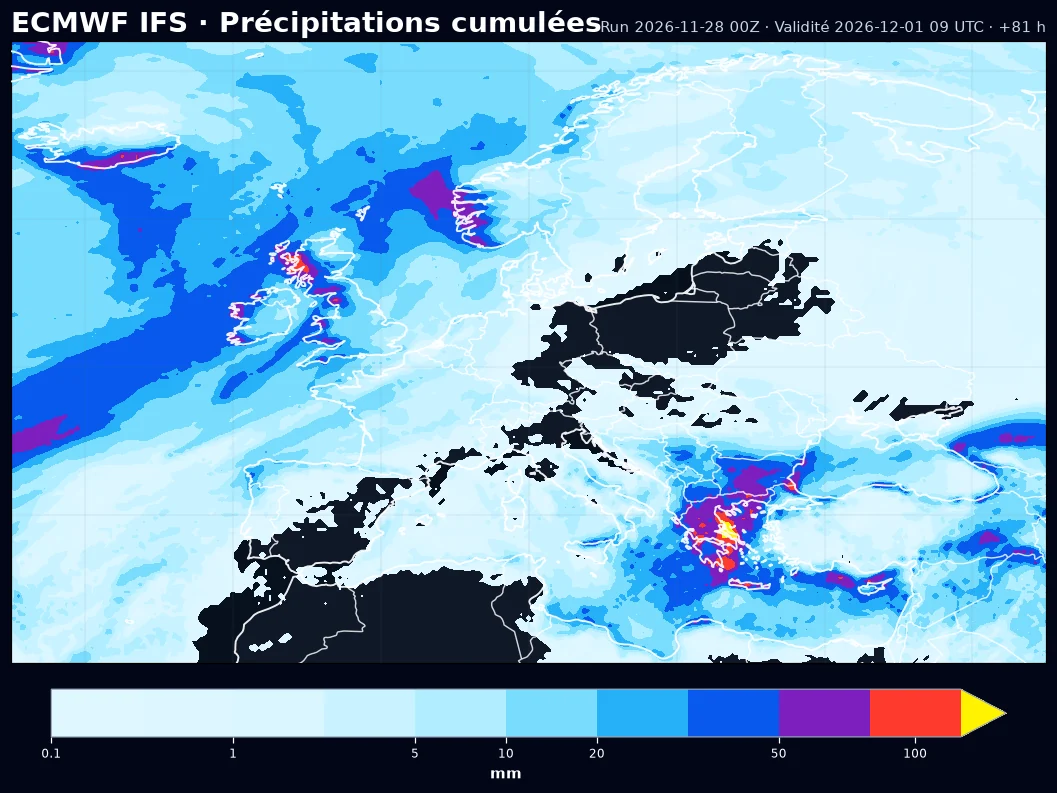 ECMWF IFS · Précipitations cumulées Run 2026-11-28 00Z · Validité 2026-12-01 09 UTC · +81 h
0.1 1 5 10 20 50 100
mm